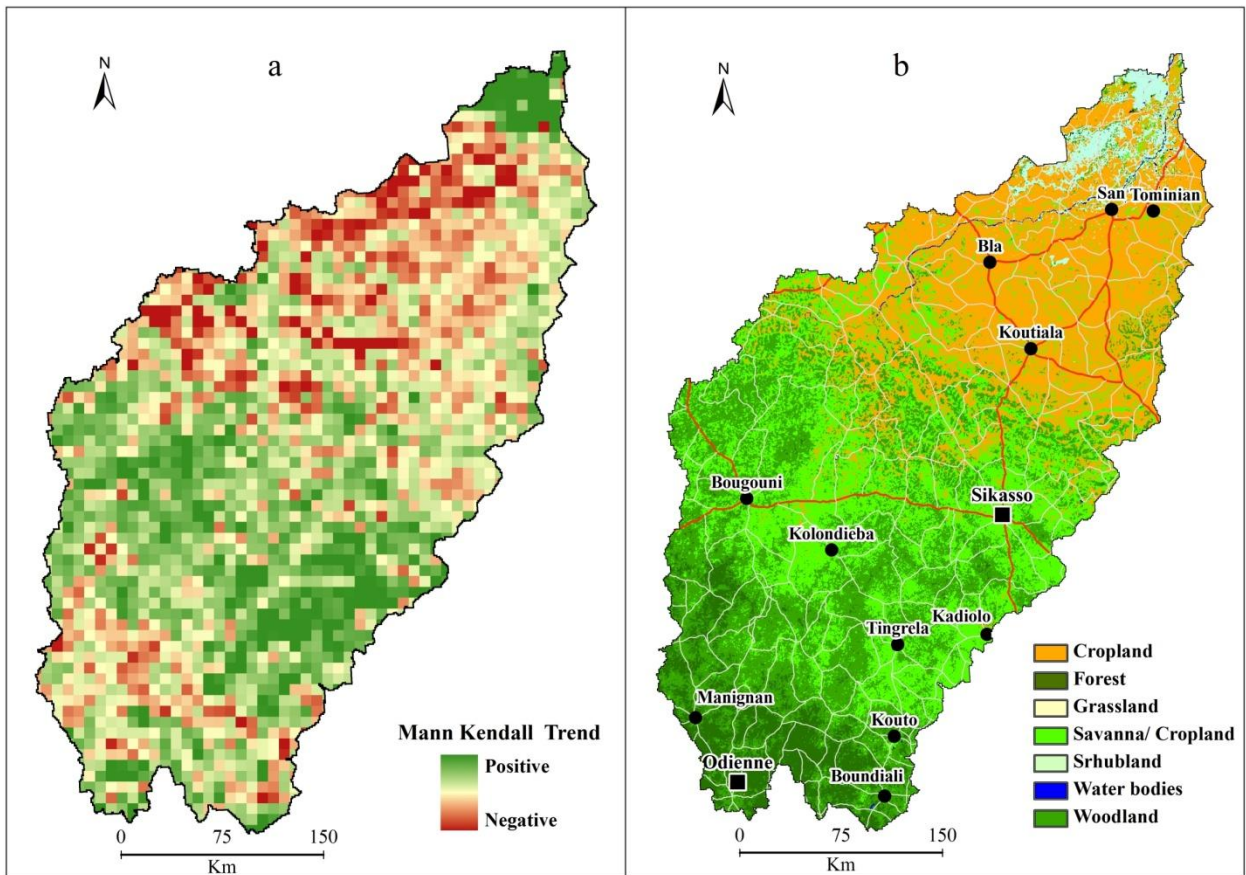 N
a
Mann Kendall Trend
Positive
Negative
0 75 150
Km
N
b
San Tominian
Bla
Koutiala
Bougouni
Sikasso
Kolondieba
Kadiolo
Tingrela
Manignan
Kouto
Odienne
Boundiali
Cropland
Forest
Grassland
Savanna/ Cropland
Srhubland
Water bodies
Woodland
0 75 150
Km